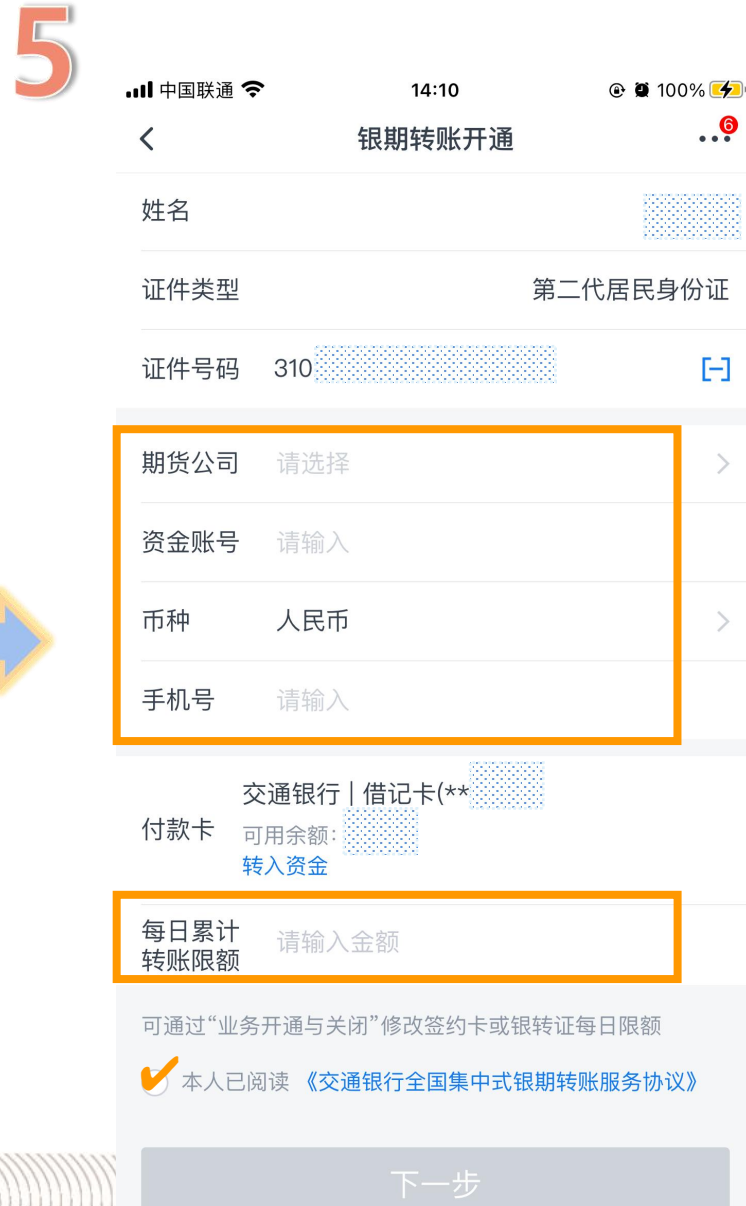 5
中国联通 14:10 100%
银期转账开通 6
姓名
证件类型 第二代居民身份证
证件号码 310
期货公司 请选择
资金账号 请输入
币种 人民币
手机号 请输入
交通银行 | 借记卡(**
付款卡 可用余额:
转入资金
每日累计
转账限额 请输入金额
可通过“业务开通与关闭”修改签约卡或银转证每日限额
本人已阅读 《交通银行全国集中式银期转账服务协议》
下一步